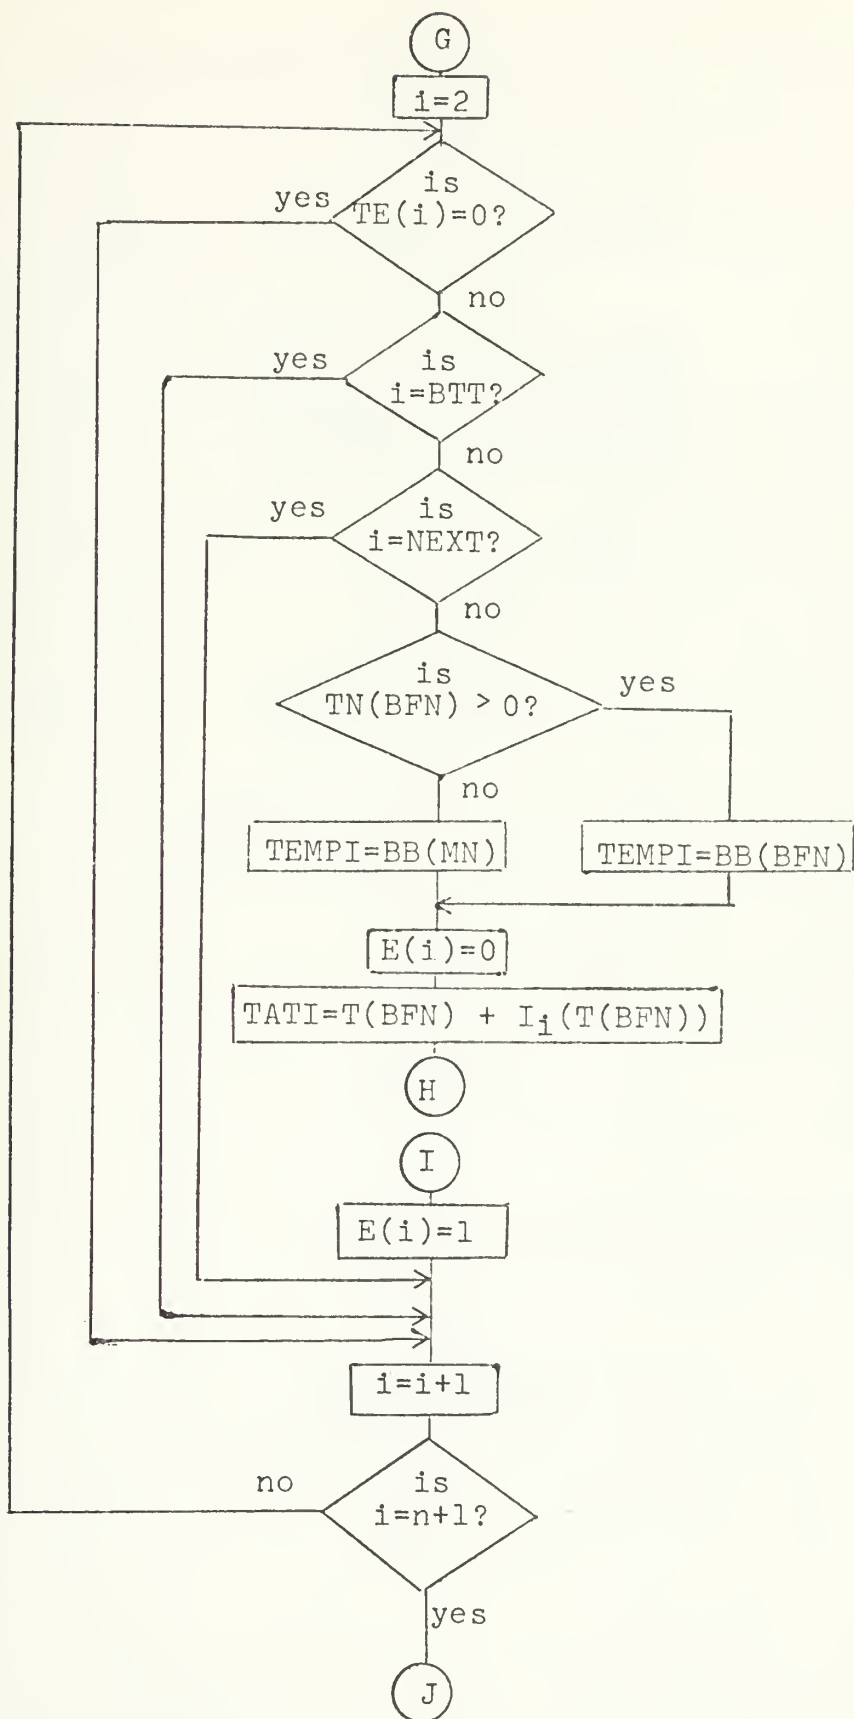 G
i=2
is
yes
TE(i)=0?
no
yes
is
i=BTT?
no
yes
is
i=NEXT?
no
is
yes
TN(BFN) > 0?
no
TEMPI=BB(MN)
TEMPI=BB(BFN)
E(i)=0
TATI=T(BFN) + Ii(T(BFN))
H
I
E(i)=1
i=i+1
no
is
i=n+1?
yes
J